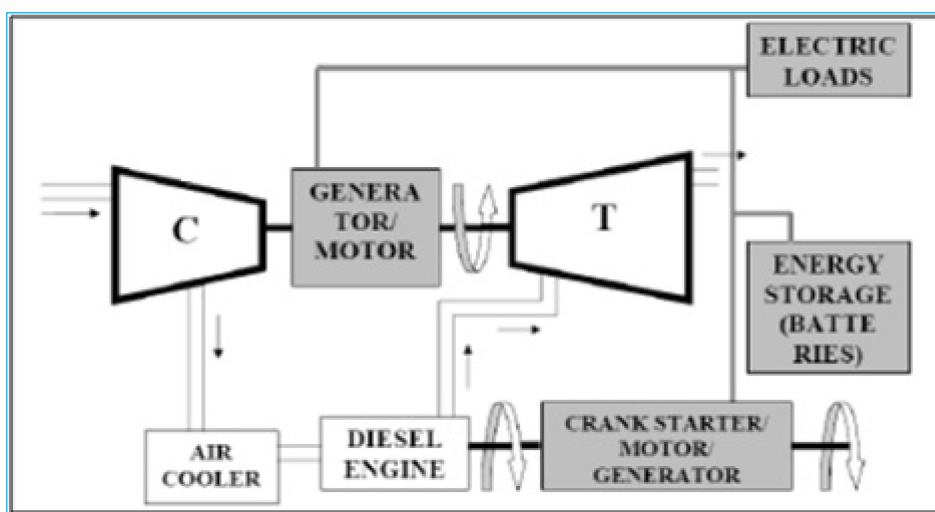 ELECTRIC
LOADS
C
GENERA
TOR/
MOTOR
T
ENERGY
STORAGE
(BATTE
RIES)
AIR
COOLER
DIESEL
ENGINE
CRANK STARTER/
MOTOR/
GENERATOR